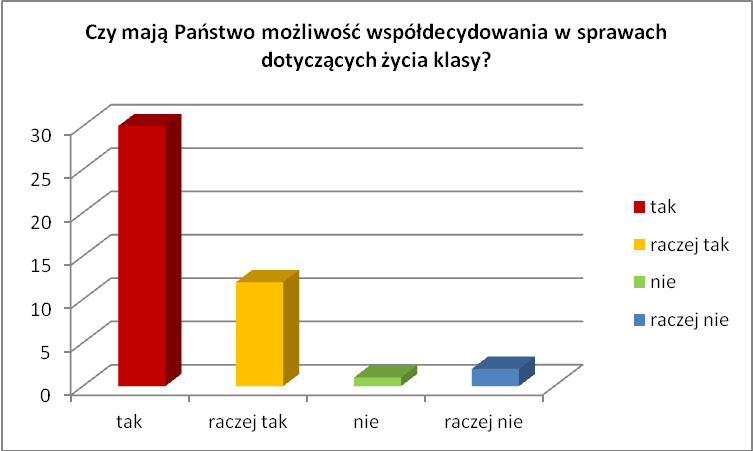 Czy mają Państwo możliwość współdecydowania w sprawach
dotyczących życia klasy?
30
25
20
15
10
5
0
tak
raczej tak
nie
raczej nie
tak
raczej tak
nie
raczej nie